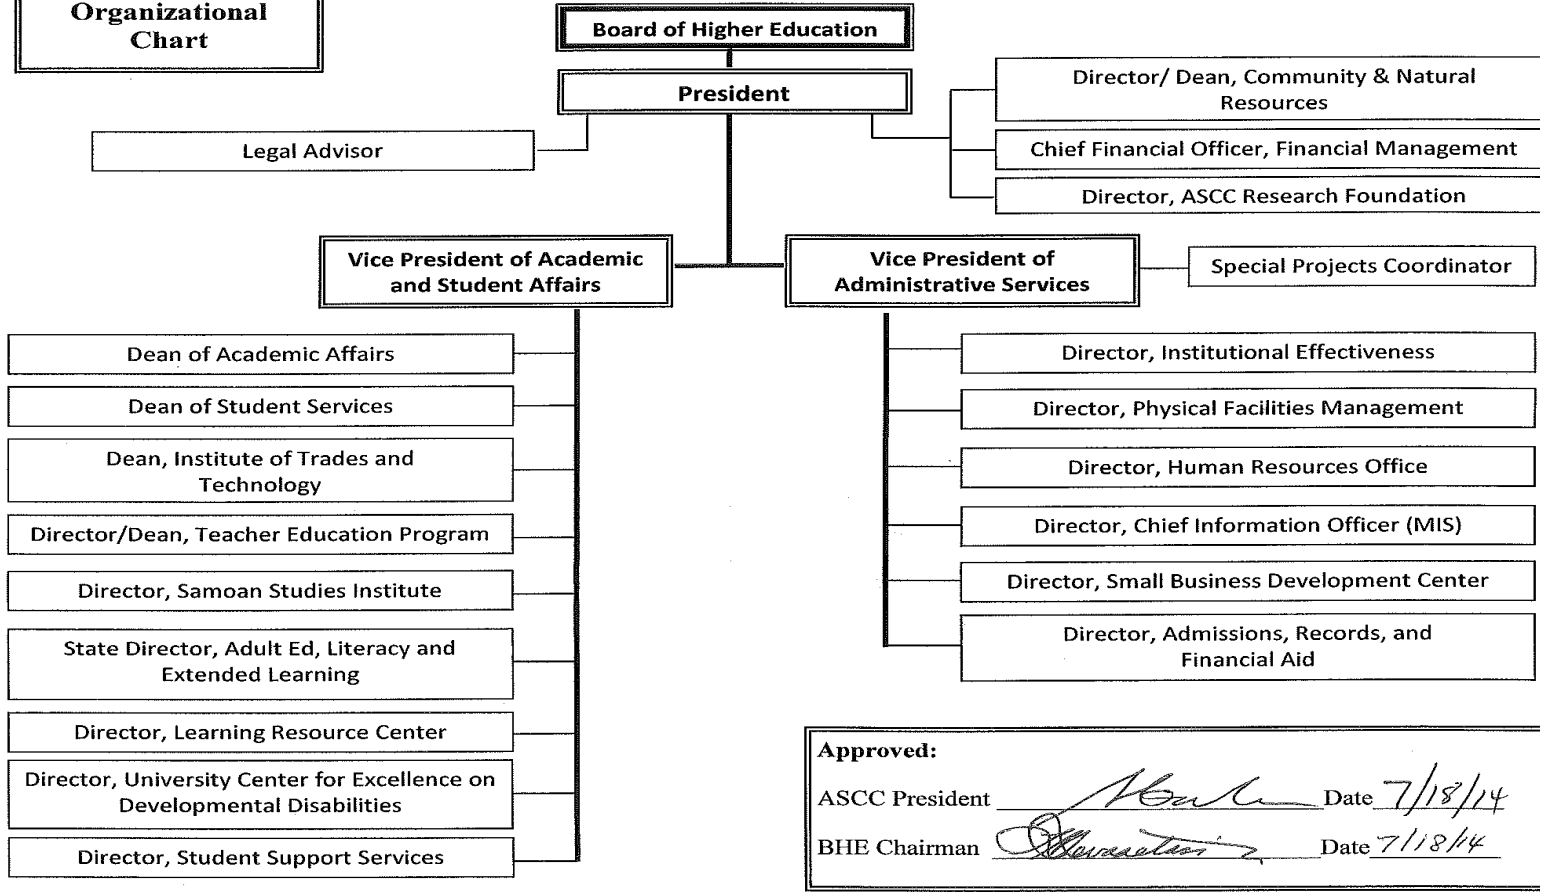 Organizational
Chart
Board of Higher Education
President
Director/ Dean, Community & Natural
Resources
Legal Advisor
Chief Financial Officer, Financial Management
Director, ASCC Research Foundation
Vice President of Academic
and Student Affairs
Vice President of
Administrative Services
Special Projects Coordinator
Dean of Academic Affairs
Dean of Student Services
Dean, Institute of Trades and
Technology
Director/Dean, Teacher Education Program
Director, Samoan Studies Institute
State Director, Adult Ed, Literacy and
Extended Learning
Director, Learning Resource Center
Director, University Center for Excellence on
Developmental Disabilities
Director, Student Support Services
Director, Institutional Effectiveness
Director, Physical Facilities Management
Director, Human Resources Office
Director, Chief Information Officer (MIS)
Director, Small Business Development Center
Director, Admissions, Records, and
Financial Aid
Approved:
ASCC President Date 7/18/14
BHE Chairman Date 7/18/14